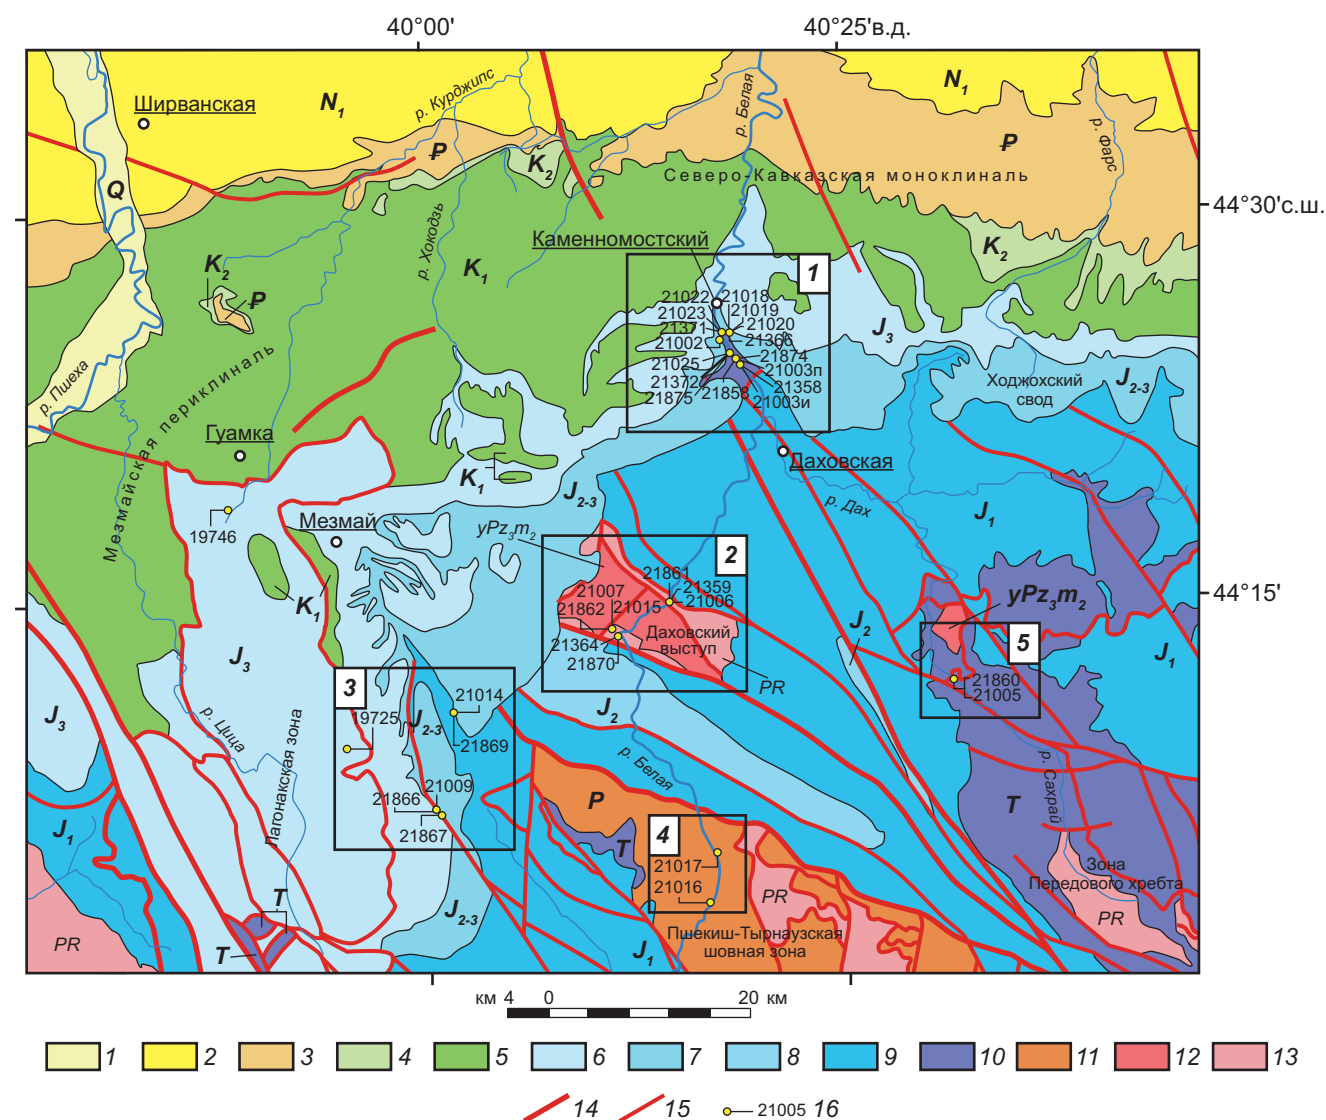 40°00'
40°25'в.д.
Ширванская
N₁
р. Курджипс
р. Белая
N₁
Q
P
K₂
P
р. Фарс
Северо-Кавказская моноклиналь
44°30'с.ш.
Каменномостский
K₂
K₂
P
р. Хокодзь
K₁
1
21022
21018
21023
21019
21371
21020
21002
21366
J₃
21025
21874
21372
21003п
21875
21858
21358
21003и
Ходжохский
свод
J₂₋₃
р. Пшеха
Мезмайская периклиналь
Гуамка
K₁
J₂₋₃
Даховская
р. Дах
J₁
19746
Мезмай
γPz₃m₂
2
21861
21007
21359
21862
21015
21006
Даховский
выступ
21364
21870
PR
K₁
J₂
γPz₃m₂
5
44°15'
J₁
21860
21005
J₃
3
19725
21014
J₂₋₃
21869
J₂
J₃
р. Цица
Лагонакская зона
21009
21866
21867
р. Белая
P
T
4
21017
21016
PR
T
р. Сахрай
Зона
Передового хребта
PR
J₁
T
T
PR
J₂₋₃
J₁
Пшекиш-Тырнаузская
шовная зона
км 4 0 20 км
1 2 3 4 5 6 7 8 9 10 11 12 13
14 15 21005 16